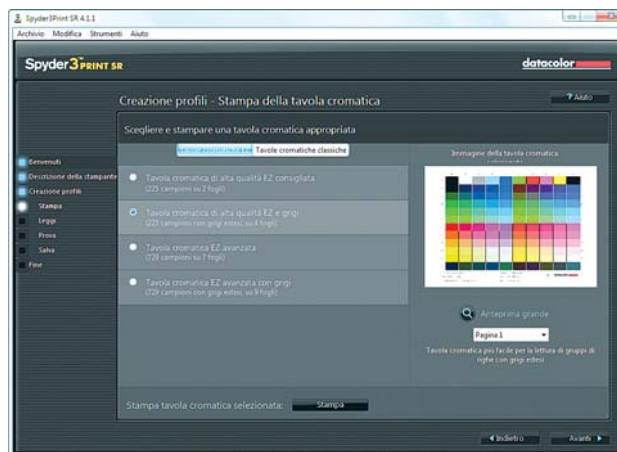 Spyder3Print SR 4.1.1
Archivio Modifica Strumenti Aiuto
Spyder3™PRINT SR
datacolor
Creazione profili - Stampa della tavola cromatica
? Aiuto
Scegliere e stampare una tavola cromatica appropriata
Tavole cromatiche classiche
Immagine della tavola cromatica
selezionata
Benvenuti
Descrizione della stampante
Creazione profili
Stampa
Leggi
Prova
Salva
Fine
Tavola cromatica di alta qualità EZ consigliata
(225 campioni su 2 fogli)
Tavola cromatica di alta qualità EZ e grigi
(225 campioni con grigi estesi, su 4 fogli)
Tavola cromatica EZ avanzata
(729 campioni su 7 fogli)
Tavola cromatica EZ avanzata con grigi
(729 campioni con grigi estesi, su 9 fogli)
Anteprima grande
Pagina 1
Tavola cromatica più facile per la lettura di gruppi di
righe con grigi estesi
Stampa tavola cromatica selezionata:
Stampa
Indietro
Avanti